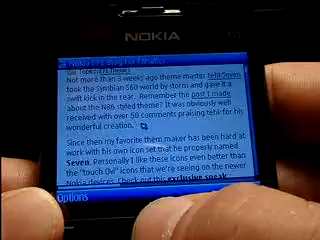 NOKIA
Nokia E71 Blog For Fanatics
Not more than 3 weeks ago theme master tehkSeven
took the Symbian S60 world by storm and gave it a
swift kick in the rear. Remember the post I made
about the N86 styled theme? It was obviously well
received with over 50 comments praising tehk for his
wonderful creation.
Since then my favorite them maker has been hard at
work with his own icon set that he properly named
Seven. Personally I like these icons even better than
the "touch Ovi" icons that we're seeing on the newer
Nokia devices. Check out this exclusive sneak
Options